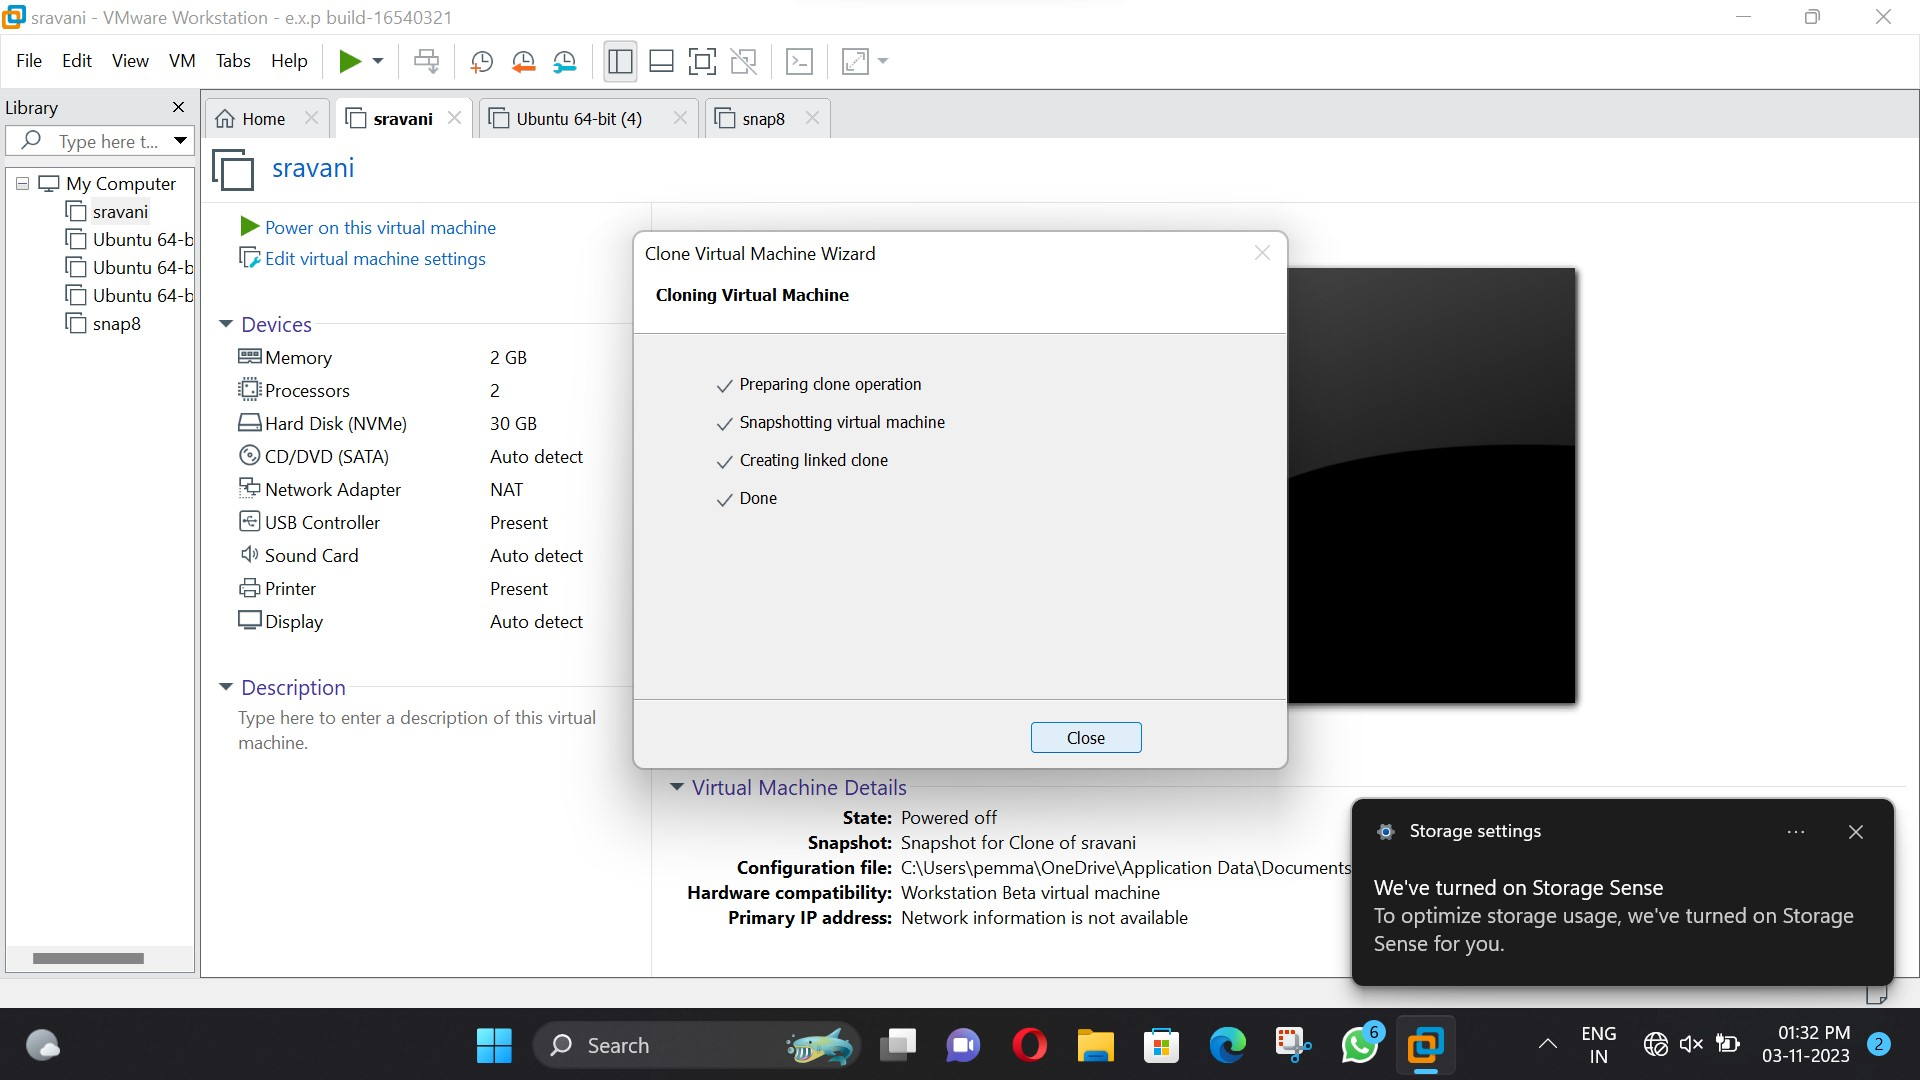 sravani - VMware Workstation - e.x.p build-16540321
File Edit View VM Tabs Help
Library
Home sravani Ubuntu 64-bit (4) snap8
Type here t...
My Computer
sravani
Ubuntu 64-b
Ubuntu 64-b
Ubuntu 64-b
snap8
sravani
Power on this virtual machine
Edit virtual machine settings
Devices
Memory 2 GB
Processors 2
Hard Disk (NVMe) 30 GB
CD/DVD (SATA) Auto detect
Network Adapter NAT
USB Controller Present
Sound Card Auto detect
Printer Present
Display Auto detect
Description
Type here to enter a description of this virtual
machine.
Clone Virtual Machine Wizard
Cloning Virtual Machine
Preparing clone operation
Snapshotting virtual machine
Creating linked clone
Done
Close
Virtual Machine Details
State: Powered off
Snapshot: Snapshot for Clone of sravani
Configuration file: C:\Users\pemma\OneDrive\Application Data\Documents
Hardware compatibility: Workstation Beta virtual machine
Primary IP address: Network information is not available
Storage settings
We've turned on Storage Sense
To optimize storage usage, we've turned on Storage
Sense for you.
Search
6
ENG
IN
01:32 PM
03-11-2023
2